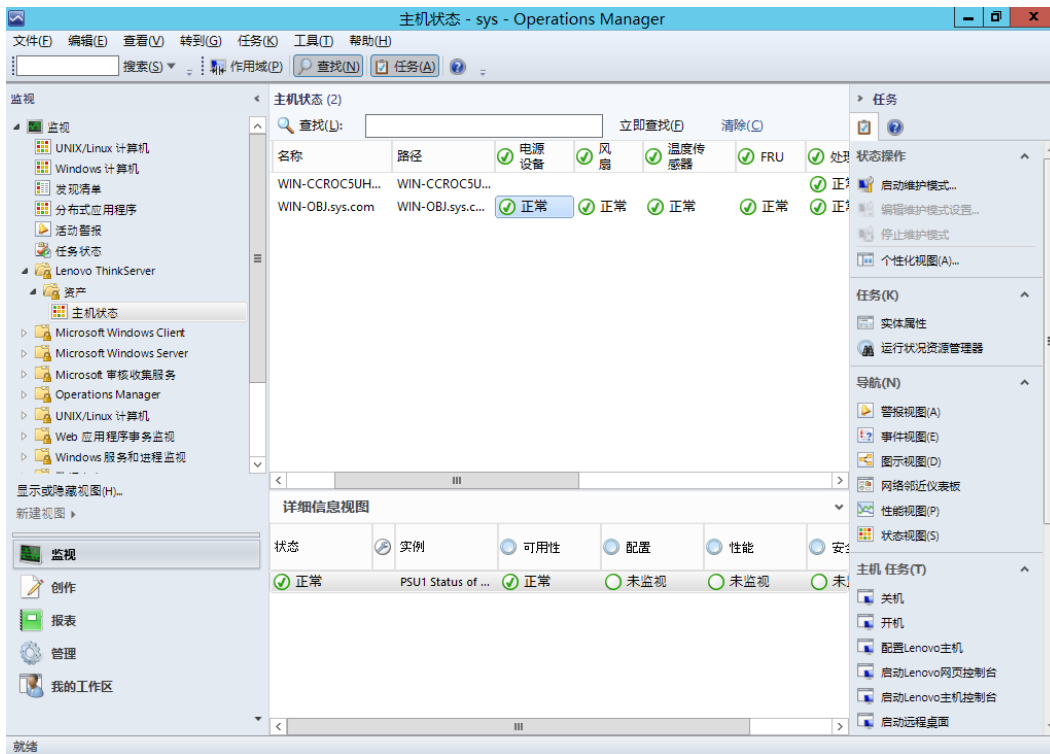 主机状态 - sys - Operations Manager
文件(F) 编辑(E) 查看(V) 转到(G) 任务(K) 工具(T) 帮助(H)
搜索(S) 作用域(P) 查找(N) 任务(A)
监视
监视
UNIX/Linux 计算机
Windows 计算机
发现清单
分布式应用程序
活动警报
任务状态
Lenovo ThinkServer
资产
主机状态
Microsoft Windows Client
Microsoft Windows Server
Microsoft 审核收集服务
Operations Manager
UNIX/Linux 计算机
Web 应用程序事务监视
Windows 服务和进程监视
显示或隐藏视图(H)...
新建视图
监视
创作
报表
管理
我的工作区
主机状态 (2)
查找(L): 立即查找(F) 清除(C)
名称 路径 电源设备 风扇 温度传感器 FRU 处理
WIN-CCROC5UH... WIN-CCROC5U... 正常
WIN-OBJ.sys.com WIN-OBJ.sys.c... 正常 正常 正常 正常 正常
详细信息视图
状态 实例 可用性 配置 性能 安全
正常 PSU1 Status of ... 正常 未监视 未监视 未监
任务
状态操作
启动维护模式...
编辑维护模式设置...
停止维护模式
个性化视图(A)...
任务(K)
实体属性
运行状况资源管理器
导航(N)
警报视图(A)
事件视图(E)
图示视图(D)
网络邻近仪表板
性能视图(P)
状态视图(S)
主机 任务(T)
关机
开机
配置Lenovo主机
启动Lenovo网页控制台
启动Lenovo主机控制台
启动远程桌面
就绪